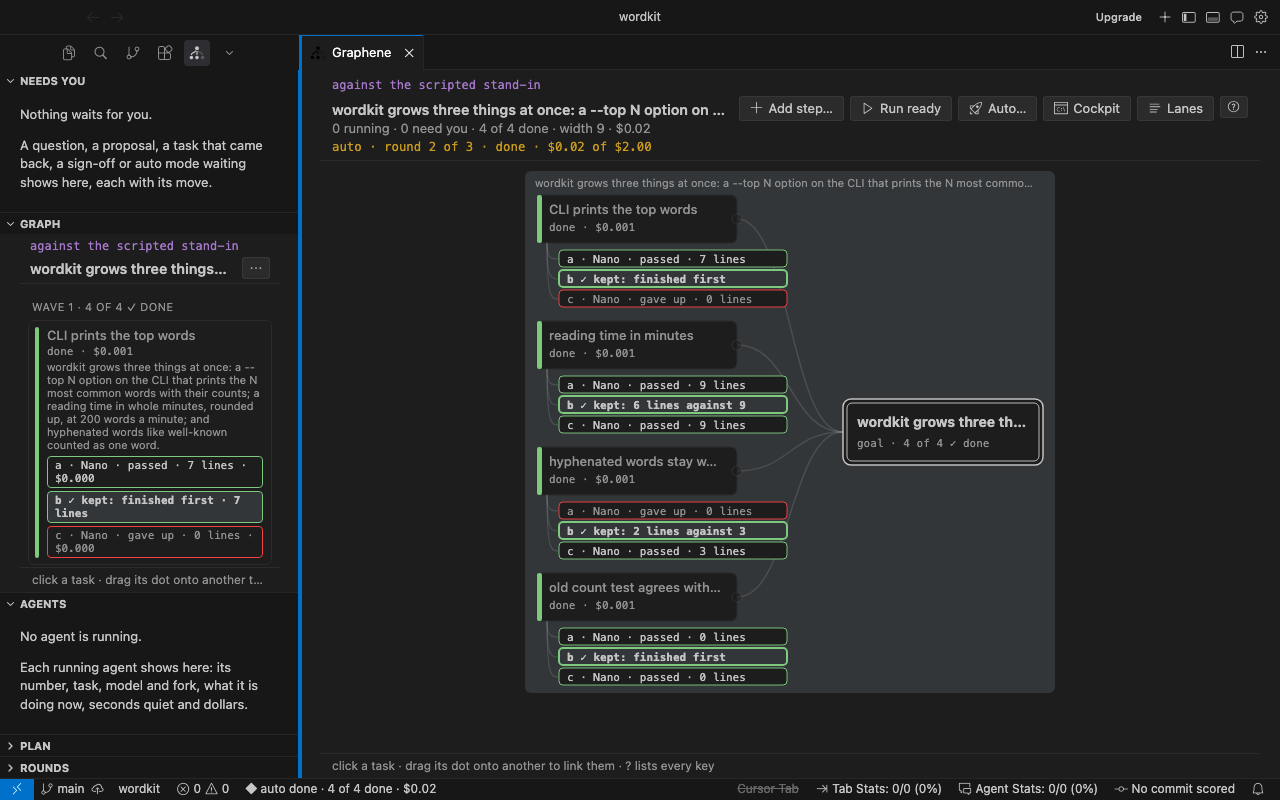 wordkit
Upgrade
NEEDS YOU
Nothing waits for you.
A question, a proposal, a task that came
back, a sign-off or auto mode waiting
shows here, each with its move.
GRAPH
against the scripted stand-in
wordkit grows three things...
WAVE 1 · 4 OF 4 ✓ DONE
CLI prints the top words
done · $0.001
wordkit grows three things at once: a --
top N option on the CLI that prints the N
most common words with their counts; a
reading time in whole minutes, rounded
up, at 200 words a minute; and
hyphenated words like well-known
counted as one word.
a · Nano · passed · 7 lines ·
$0.000
b ✓ kept: finished first · 7
lines
c · Nano · gave up · 0 lines ·
$0.000
click a task · drag its dot onto another t...
AGENTS
No agent is running.
Each running agent shows here: its
number, task, model and fork, what it is
doing now, seconds quiet and dollars.
PLAN
ROUNDS
Graphene
against the scripted stand-in
wordkit grows three things at once: a --top N option on ...
Add step...
Run ready
Auto...
Cockpit
Lanes
0 running · 0 need you · 4 of 4 done · width 9 · $0.02
auto · round 2 of 3 · done · $0.02 of $2.00
wordkit grows three things at once: a --top N option on the CLI that prints the N most commo...
CLI prints the top words
done · $0.001
a · Nano · passed · 7 lines
b ✓ kept: finished first
c · Nano · gave up · 0 lines
reading time in minutes
done · $0.001
a · Nano · passed · 9 lines
b ✓ kept: 6 lines against 9
c · Nano · passed · 9 lines
hyphenated words stay w...
done · $0.001
a · Nano · gave up · 0 lines
b ✓ kept: 2 lines against 3
c · Nano · passed · 3 lines
old count test agrees with...
done · $0.001
a · Nano · passed · 0 lines
b ✓ kept: finished first
c · Nano · passed · 0 lines
wordkit grows three th...
goal · 4 of 4 ✓ done
click a task · drag its dot onto another to link them · ? lists every key
main
wordkit
0
0
auto done · 4 of 4 done · $0.02
Cursor Tab
Tab Stats: 0/0 (0%)
Agent Stats: 0/0 (0%)
No commit scored